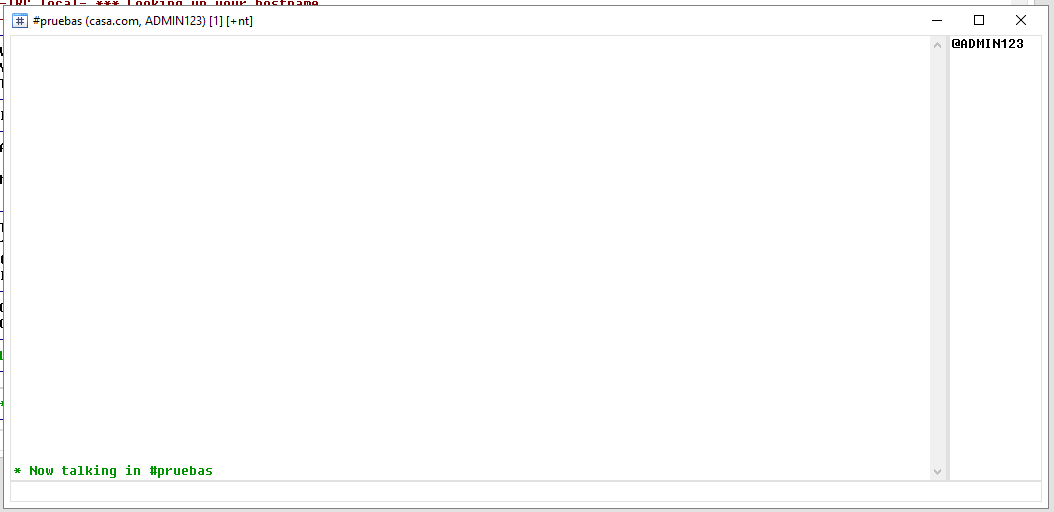 #pruebas (casa.com, ADMIN123) [1] [+nt]
@ADMIN123
* Now talking in #pruebas